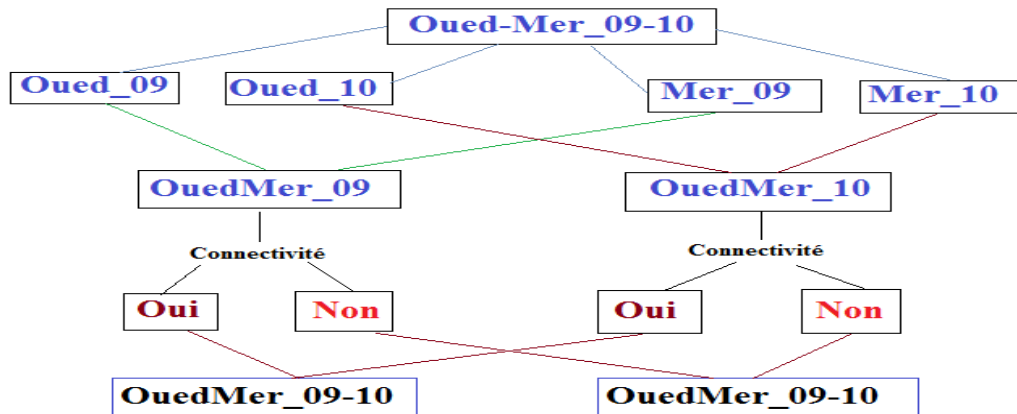 Oued-Mer_09-10
Oued_09
Oued_10
Mer_09
Mer_10
OuedMer_09
OuedMer_10
Connectivité
Connectivité
Oui
Non
Oui
Non
OuedMer_09-10
OuedMer_09-10